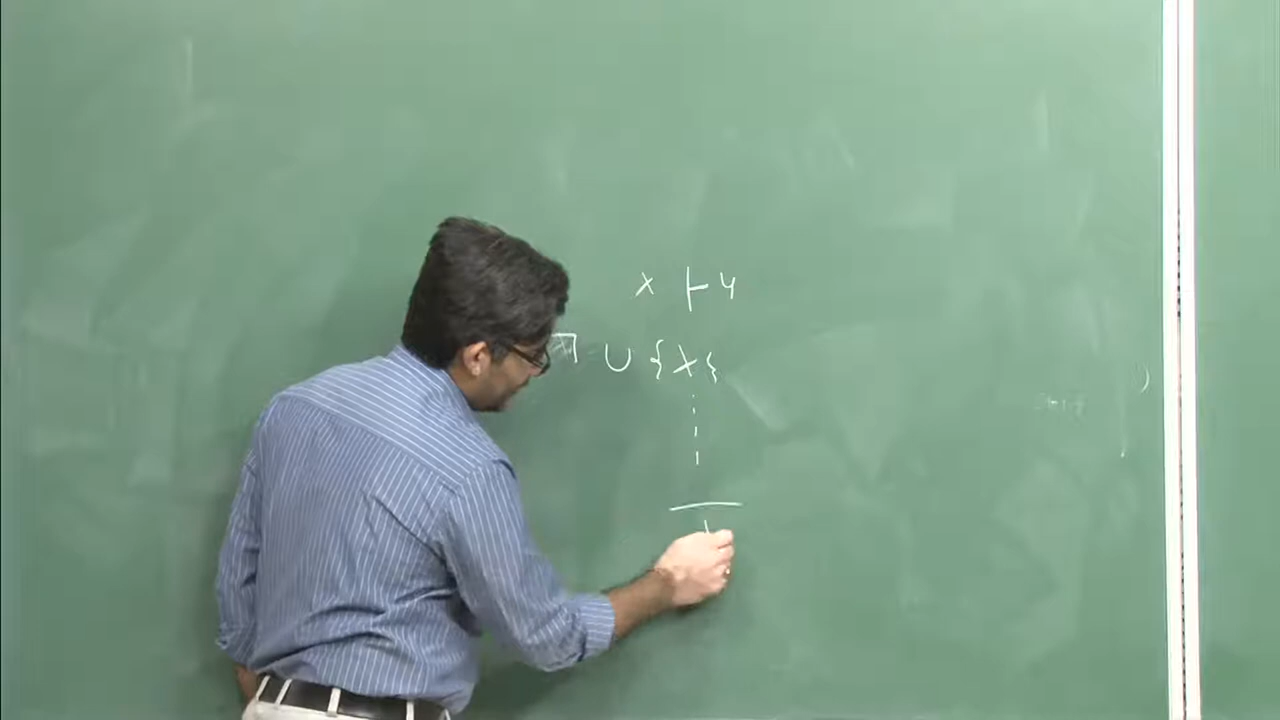 x ⊢ y
∪ {x}